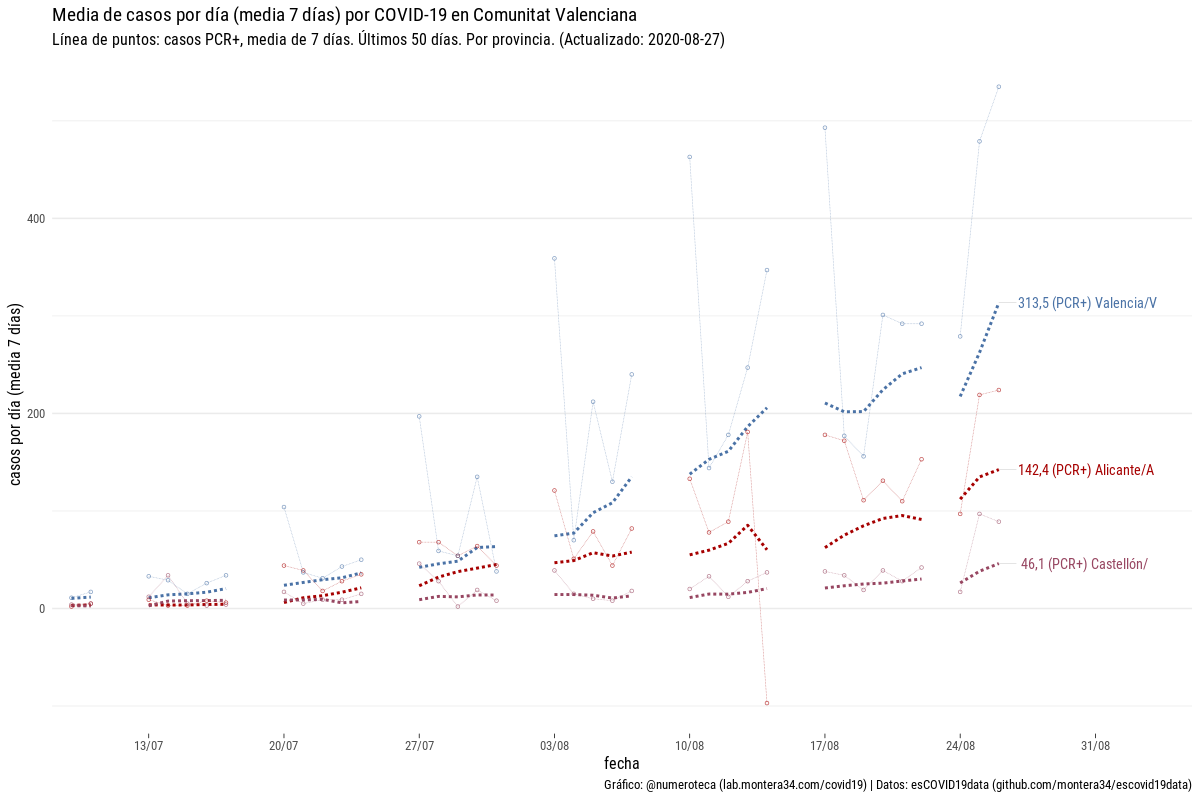 Media de casos por día (media 7 días) por COVID-19 en Comunitat Valenciana
Línea de puntos: casos PCR+, media de 7 días. Últimos 50 días. Por provincia. (Actualizado: 2020-08-27)
casos por día (media 7 días)
400
200
0
313,5 (PCR+) Valencia/V
142,4 (PCR+) Alicante/A
46,1 (PCR+) Castellón/
13/07
20/07
27/07
03/08
10/08
17/08
24/08
31/08
fecha
Gráfico: @numeroteca (lab.montera34.com/covid19) | Datos: esCOVID19data (github.com/montera34/escovid19data)